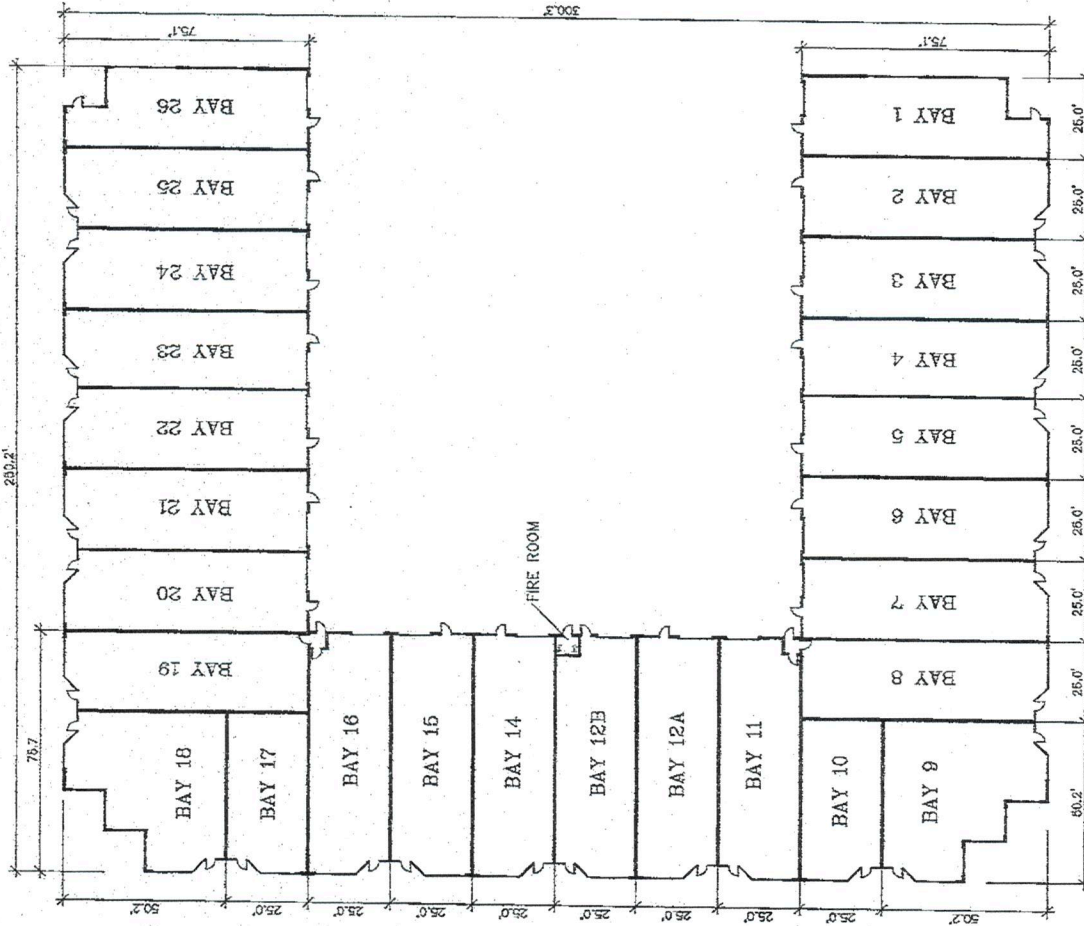 300.3'
75.1'
75.1'
250.2'
75.7
BAY 26
BAY 25
BAY 24
BAY 23
BAY 22
BAY 21
BAY 20
BAY 19
BAY 18
BAY 17
BAY 16
BAY 15
BAY 14
BAY 12B
BAY 12A
BAY 11
BAY 10
BAY 9
BAY 8
BAY 7
BAY 6
BAY 5
BAY 4
BAY 3
BAY 2
BAY 1
FIRE ROOM
25.0'
25.0'
25.0'
25.0'
25.0'
25.0'
25.0'
25.0'
50.2'
50.2'
25.0'
25.0'
25.0'
25.0'
25.0'
25.0'
25.0'
25.0'
50.2'